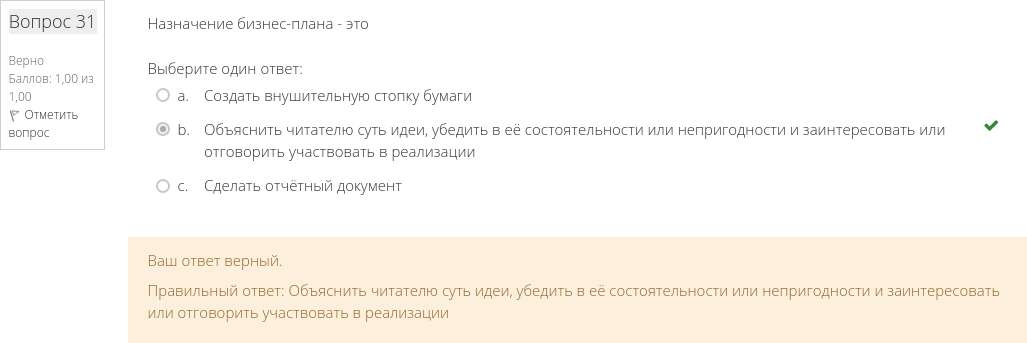 Вопрос 31
Верно
Баллов: 1,00 из
1,00
Отметить
вопрос
Назначение бизнес-плана - это
Выберите один ответ:
a. Создать внушительную стопку бумаги
b. Объяснить читателю суть идеи, убедить в её состоятельности или непригодности и заинтересовать или
отговорить участвовать в реализации
c. Сделать отчётный документ
Ваш ответ верный.
Правильный ответ: Объяснить читателю суть идеи, убедить в её состоятельности или непригодности и заинтересовать
или отговорить участвовать в реализации